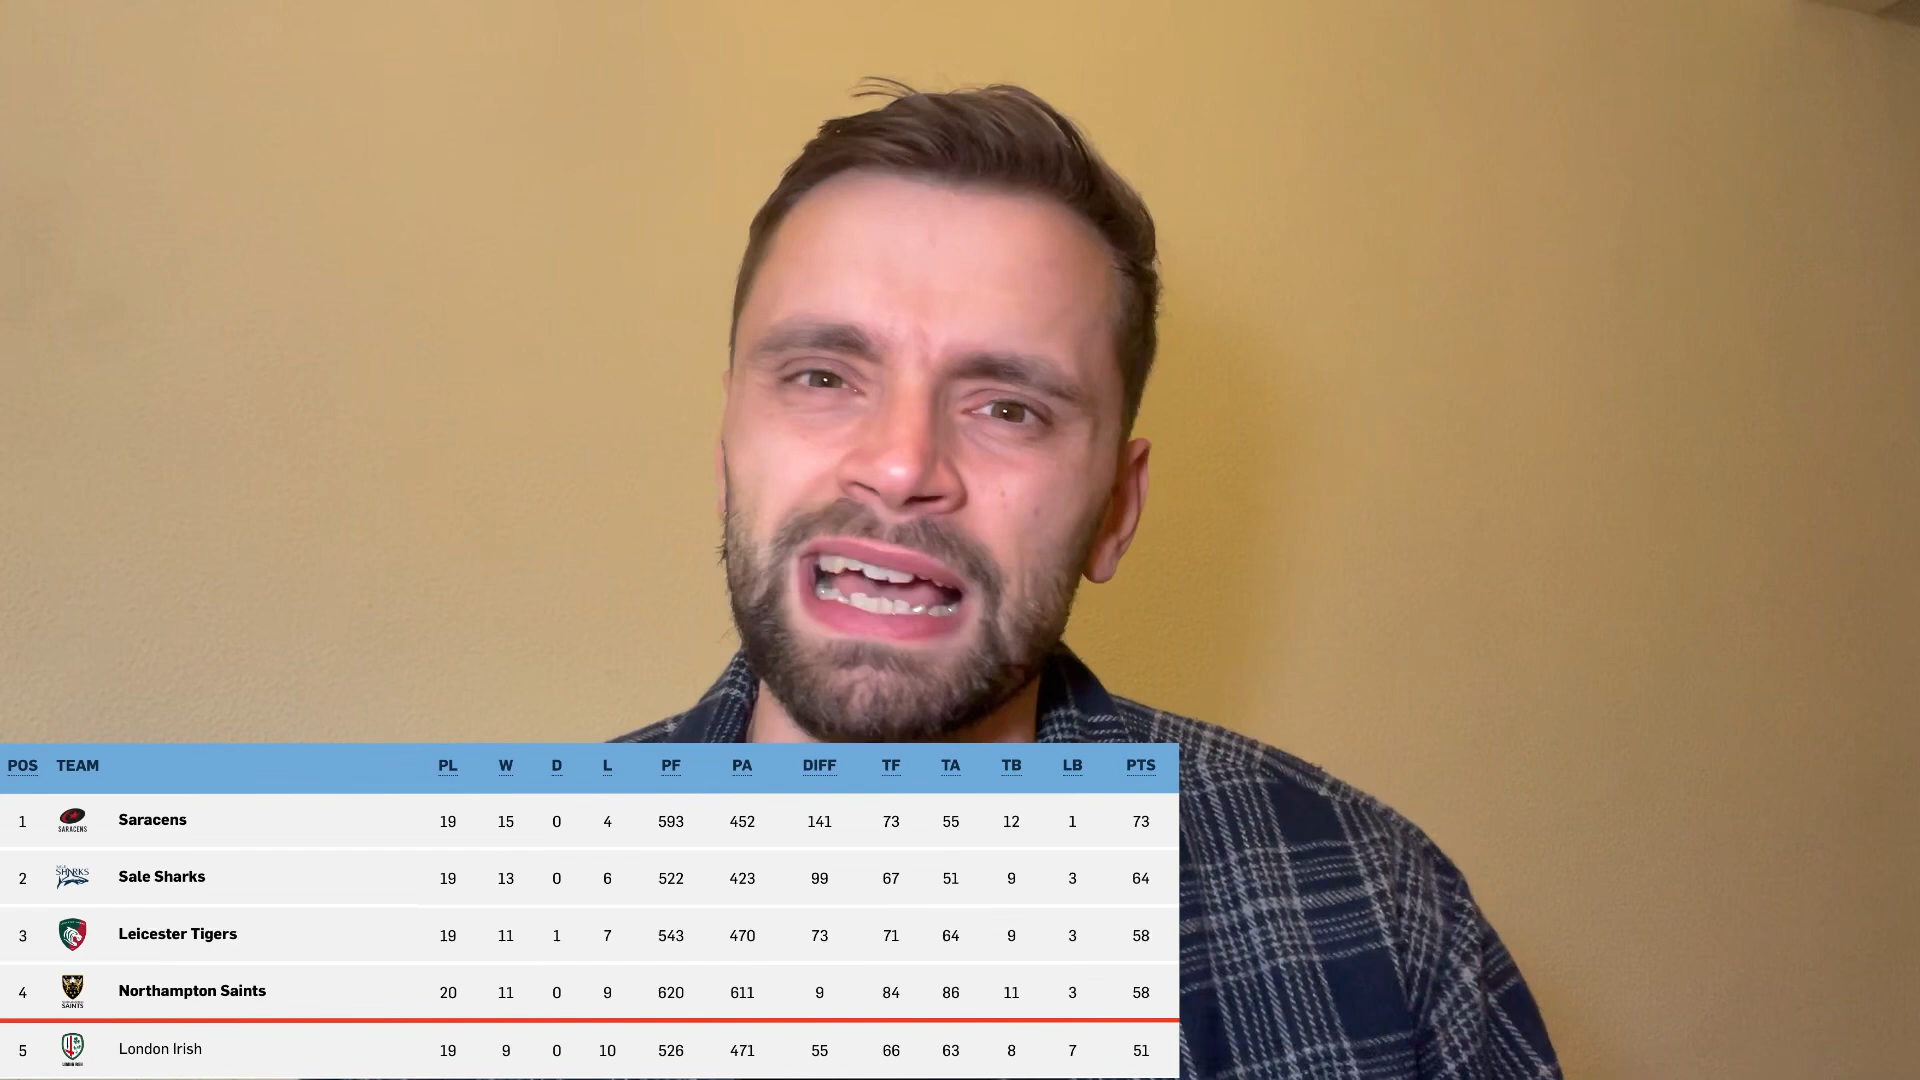 POS TEAM PL W D L PF PA DIFF TF TA TB LB PTS
1 SARACENS Saracens 19 15 0 4 593 452 141 73 55 12 1 73
2 SHARKS Sale Sharks 19 13 0 6 522 423 99 67 51 9 3 64
3 Leicester Tigers 19 11 1 7 543 470 73 71 64 9 3 58
4 SAINTS Northampton Saints 20 11 0 9 620 611 9 84 86 11 3 58
5 London Irish 19 9 0 10 526 471 55 66 63 8 7 51